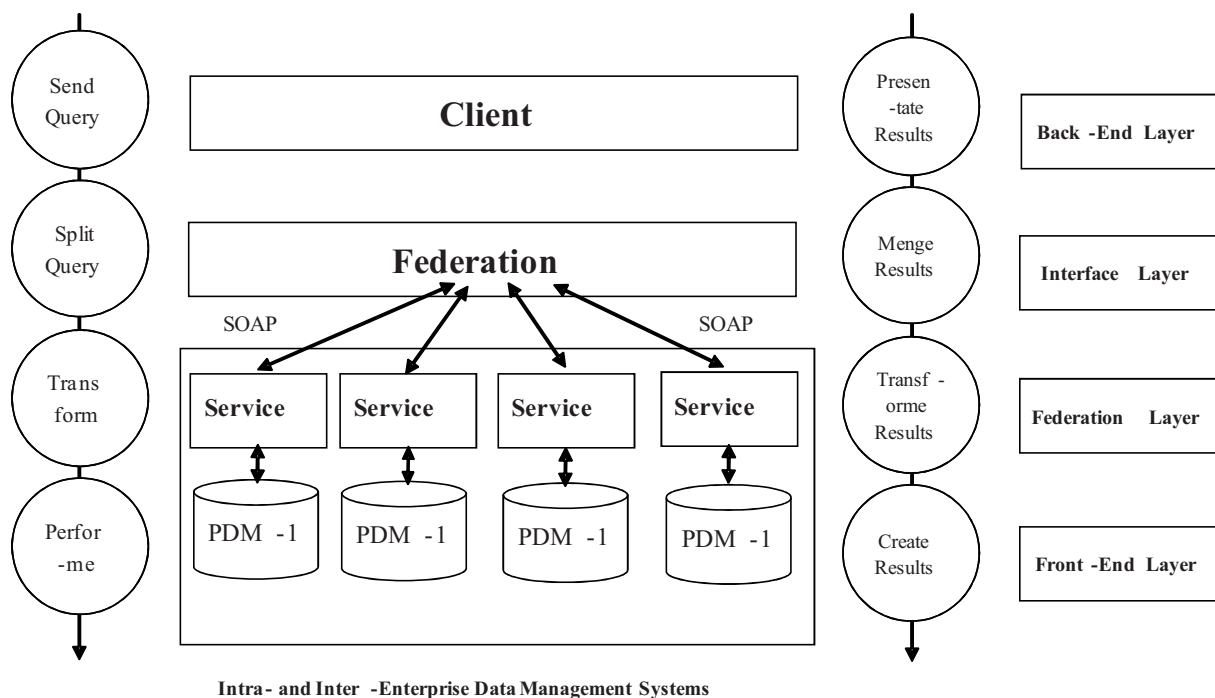 Send
Query
Client
Presen
-tate
Results
Back -End Layer
Split
Query
Federation
Menge
Results
Interface Layer
SOAP
SOAP
Trans
form
Service
Service
Service
Service
Transf -
orme
Results
Federation Layer
Perfor
-me
PDM -1
PDM -1
PDM -1
PDM -1
Create
Results
Front -End Layer
Intra- and Inter -Enterprise Data Management Systems